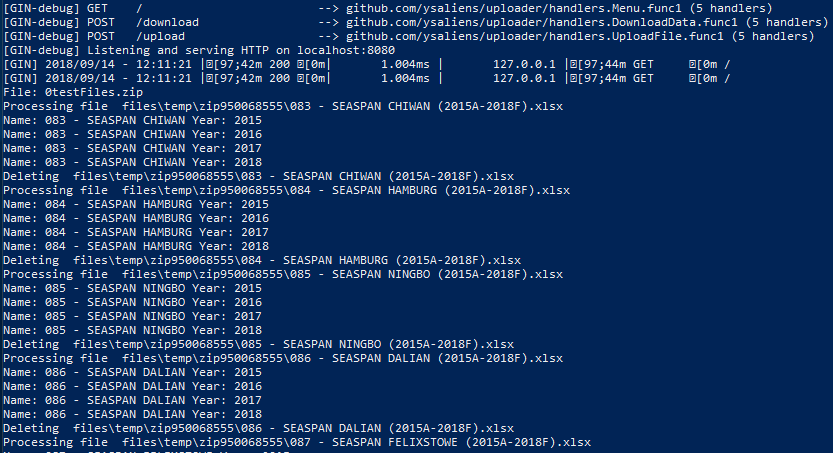 [GIN-debug] GET    /                         --> github.com/ysaliens/uploader/handlers.Menu.func1 (5 handlers)
[GIN-debug] POST   /download                 --> github.com/ysaliens/uploader/handlers.DownloadData.func1 (5 handlers)
[GIN-debug] POST   /upload                   --> github.com/ysaliens/uploader/handlers.UploadFile.func1 (5 handlers)
[GIN-debug] Listening and serving HTTP on localhost:8080
[GIN] 2018/09/14 - 12:11:21 |[97;42m 200 [0m|       1.004ms |       127.0.0.1 |[97;44m GET     [0m /
[GIN] 2018/09/14 - 12:11:21 |[97;42m 200 [0m|       1.004ms |       127.0.0.1 |[97;44m GET     [0m /
File: 0testFiles.zip
Processing file  files\temp\zip950068555\083 - SEASPAN CHIWAN (2015A-2018F).xlsx
Name: 083 - SEASPAN CHIWAN Year: 2015
Name: 083 - SEASPAN CHIWAN Year: 2016
Name: 083 - SEASPAN CHIWAN Year: 2017
Name: 083 - SEASPAN CHIWAN Year: 2018
Deleting  files\temp\zip950068555\083 - SEASPAN CHIWAN (2015A-2018F).xlsx
Processing file  files\temp\zip950068555\084 - SEASPAN HAMBURG (2015A-2018F).xlsx
Name: 084 - SEASPAN HAMBURG Year: 2015
Name: 084 - SEASPAN HAMBURG Year: 2016
Name: 084 - SEASPAN HAMBURG Year: 2017
Name: 084 - SEASPAN HAMBURG Year: 2018
Deleting  files\temp\zip950068555\084 - SEASPAN HAMBURG (2015A-2018F).xlsx
Processing file  files\temp\zip950068555\085 - SEASPAN NINGBO (2015A-2018F).xlsx
Name: 085 - SEASPAN NINGBO Year: 2015
Name: 085 - SEASPAN NINGBO Year: 2016
Name: 085 - SEASPAN NINGBO Year: 2017
Name: 085 - SEASPAN NINGBO Year: 2018
Deleting  files\temp\zip950068555\085 - SEASPAN NINGBO (2015A-2018F).xlsx
Processing file  files\temp\zip950068555\086 - SEASPAN DALIAN (2015A-2018F).xlsx
Name: 086 - SEASPAN DALIAN Year: 2015
Name: 086 - SEASPAN DALIAN Year: 2016
Name: 086 - SEASPAN DALIAN Year: 2017
Name: 086 - SEASPAN DALIAN Year: 2018
Deleting  files\temp\zip950068555\086 - SEASPAN DALIAN (2015A-2018F).xlsx
Processing file  files\temp\zip950068555\087 - SEASPAN FELIXSTOWE (2015A-2018F).xlsx